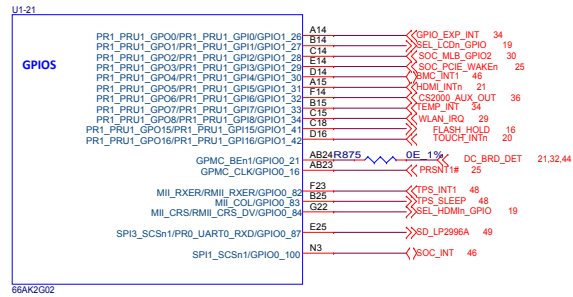 U1-21
GPIOS
PR1_PRU1_GPO0/PR1_PRU1_GPI0/GPIO1_26 A14 GPIO_EXP_INT 34
PR1_PRU1_GPO1/PR1_PRU1_GPI1/GPIO1_27 B14 SEL_LCDn_GPIO 19
PR1_PRU1_GPO2/PR1_PRU1_GPI2/GPIO1_28 C14 SOC_MLB_GPIO2 30
PR1_PRU1_GPO3/PR1_PRU1_GPI3/GPIO1_29 E14 SOC_PCIE_WAKEn 25
PR1_PRU1_GPO4/PR1_PRU1_GPI4/GPIO1_30 D14 BMC_INT1 46
PR1_PRU1_GPO5/PR1_PRU1_GPI5/GPIO1_31 A15 HDMI_INTn 21
PR1_PRU1_GPO6/PR1_PRU1_GPI6/GPIO1_32 F14 CS2000_AUX_OUT 36
PR1_PRU1_GPO7/PR1_PRU1_GPI7/GPIO1_33 B15 TEMP_INT 34
PR1_PRU1_GPO8/PR1_PRU1_GPI8/GPIO1_34 C15 WLAN_IRQ 29
PR1_PRU1_GPO15/PR1_PRU1_GPI15/GPIO1_41 C18 FLASH_HOLD 16
PR1_PRU1_GPO16/PR1_PRU1_GPI16/GPIO1_42 D16 TOUCH_INTn 20
GPMC_BEn1/GPIO0_21 AB24 R875 0E_1% DC_BRD_DET 21,32,44
GPMC_CLK/GPIO0_16 AB23 PRSNT1# 25
MII_RXER/RMII_RXER/GPIO0_82 F23 TPS_INT1 48
MII_COL/GPIO0_83 B25 TPS_SLEEP 48
MII_CRS/RMII_CRS_DV/GPIO0_84 G22 SEL_HDMIn_GPIO 19
SPI3_SCSn1/PR0_UART0_RXD/GPIO0_87 E25 SD_LP2996A 49
SPI1_SCSn1/GPIO0_100 N3 SOC_INT 46
66AK2G02